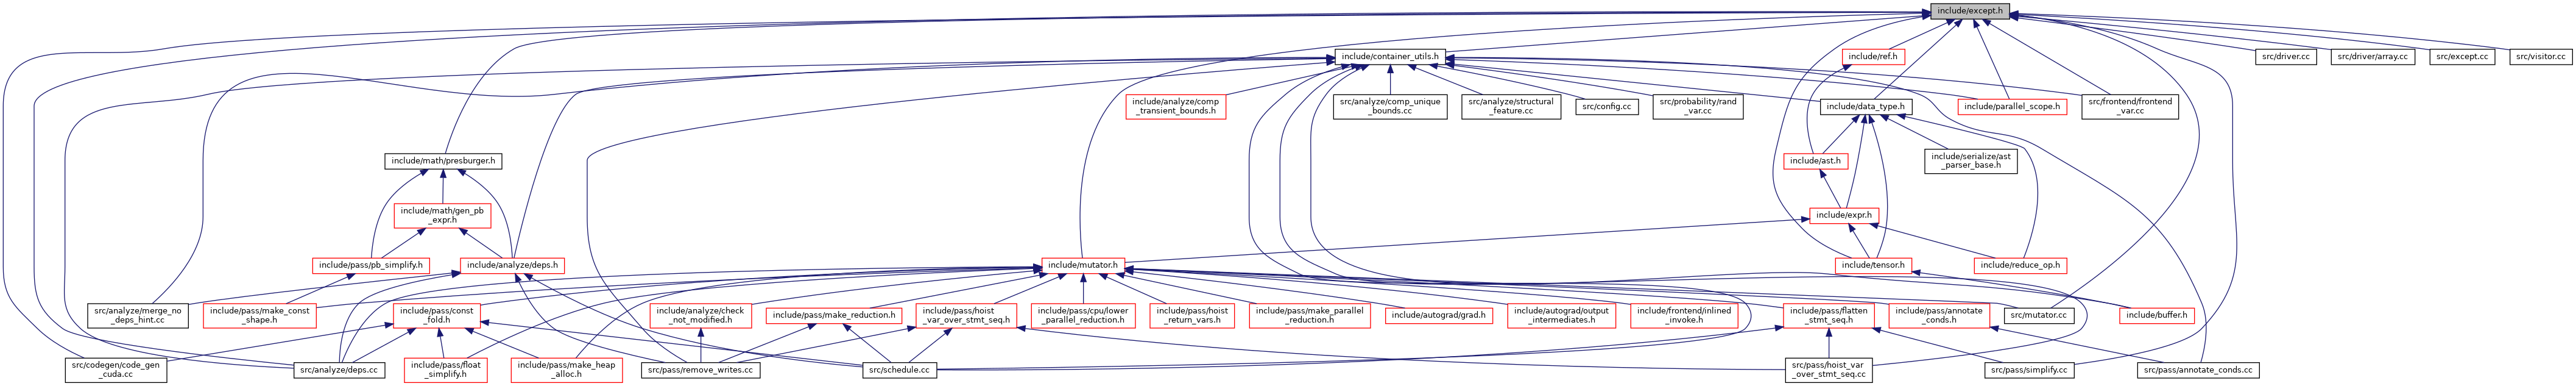 include/except.h
include/container_utils.h
include/ref.h
src/driver.cc
src/driver/array.cc
src/except.cc
src/visitor.cc
include/analyze/comp
_transient_bounds.h
src/analyze/comp_unique
_bounds.cc
src/analyze/structural
_feature.cc
src/config.cc
src/probability/rand
_var.cc
include/data_type.h
include/parallel_scope.h
src/frontend/frontend
_var.cc
include/math/presburger.h
include/ast.h
include/serialize/ast
_parser_base.h
include/math/gen_pb
_expr.h
include/expr.h
include/pass/pb_simplify.h
include/analyze/deps.h
include/mutator.h
include/tensor.h
include/reduce_op.h
src/analyze/merge_no
_deps_hint.cc
include/pass/make_const
_shape.h
include/pass/const
_fold.h
include/analyze/check
_not_modified.h
include/pass/make_reduction.h
include/pass/hoist
_var_over_stmt_seq.h
include/pass/cpu/lower
_parallel_reduction.h
include/pass/hoist
_return_vars.h
include/pass/make_parallel
_reduction.h
include/autograd/grad.h
include/autograd/output
_intermediates.h
include/frontend/inlined
_invoke.h
include/pass/flatten
_stmt_seq.h
include/pass/annotate
_conds.h
src/mutator.cc
include/buffer.h
src/codegen/code_gen
_cuda.cc
src/analyze/deps.cc
include/pass/float
_simplify.h
include/pass/make_heap
_alloc.h
src/pass/remove_writes.cc
src/schedule.cc
src/pass/hoist_var
_over_stmt_seq.cc
src/pass/simplify.cc
src/pass/annotate_conds.cc